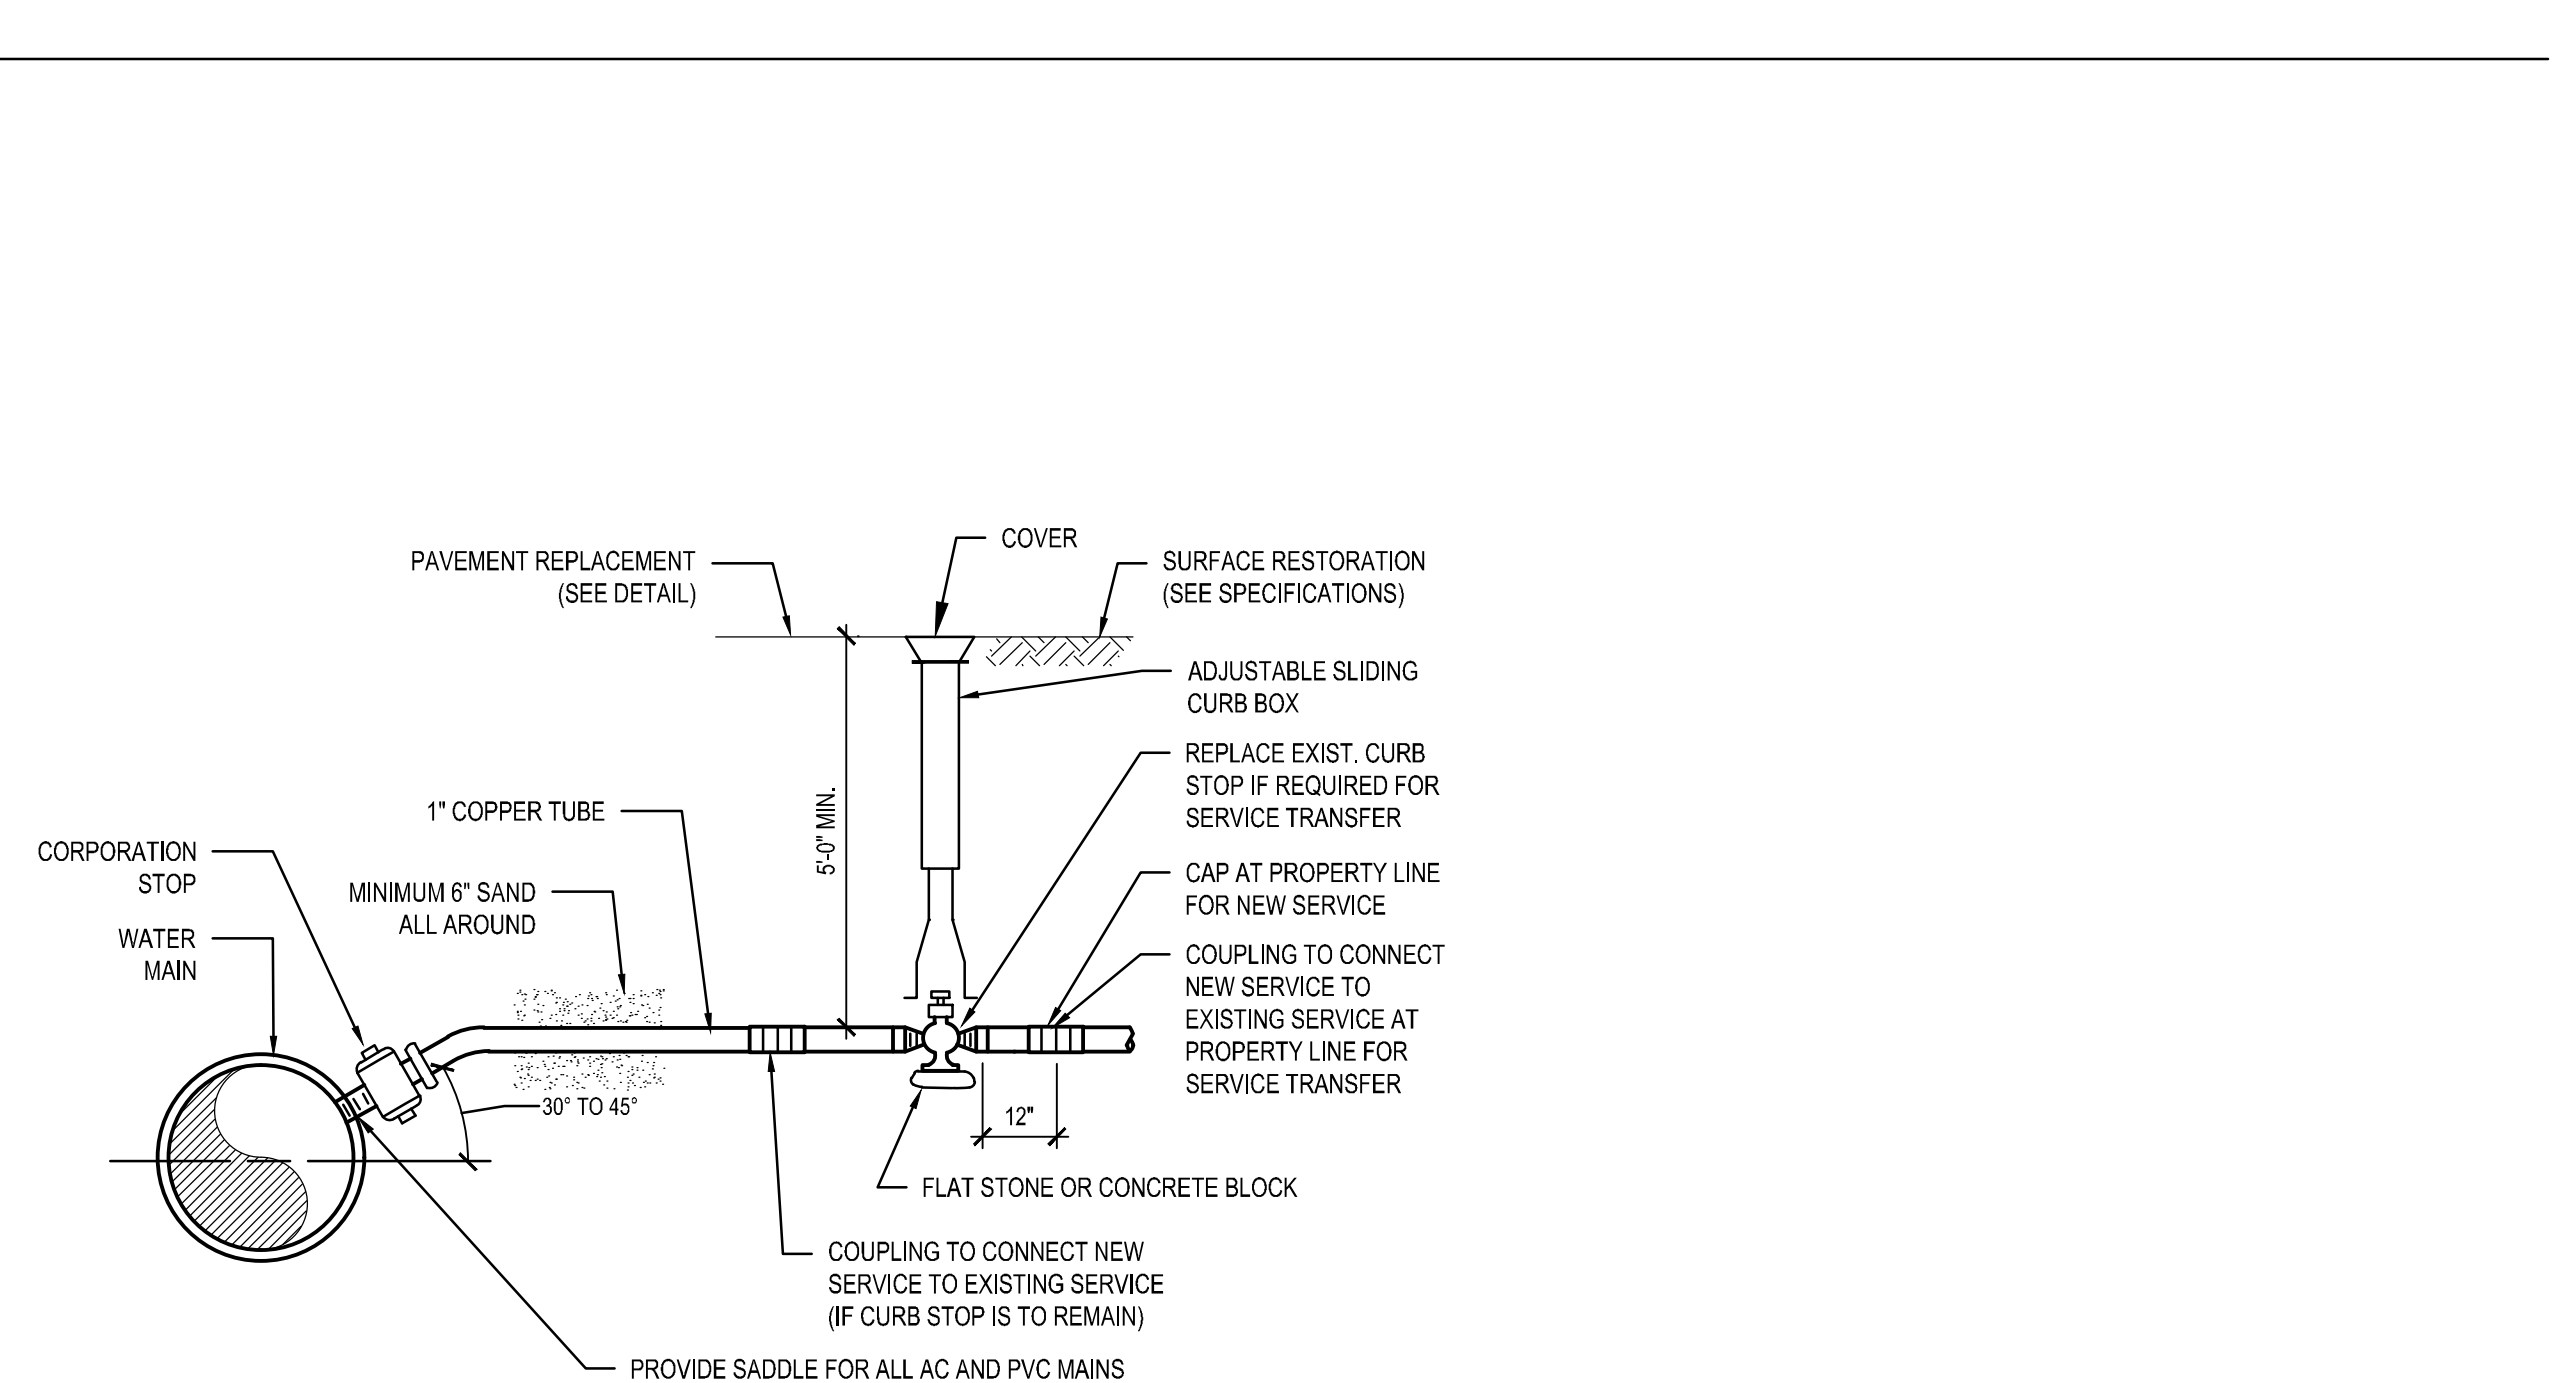 COVER
PAVEMENT REPLACEMENT
(SEE DETAIL)
SURFACE RESTORATION
(SEE SPECIFICATIONS)
ADJUSTABLE SLIDING
CURB BOX
REPLACE EXIST. CURB
STOP IF REQUIRED FOR
SERVICE TRANSFER
5'-0" MIN.
1" COPPER TUBE
CORPORATION
STOP
MINIMUM 6" SAND
ALL AROUND
WATER
MAIN
CAP AT PROPERTY LINE
FOR NEW SERVICE
COUPLING TO CONNECT
NEW SERVICE TO
EXISTING SERVICE AT
PROPERTY LINE FOR
SERVICE TRANSFER
30° TO 45°
12"
FLAT STONE OR CONCRETE BLOCK
COUPLING TO CONNECT NEW
SERVICE TO EXISTING SERVICE
(IF CURB STOP IS TO REMAIN)
PROVIDE SADDLE FOR ALL AC AND PVC MAINS